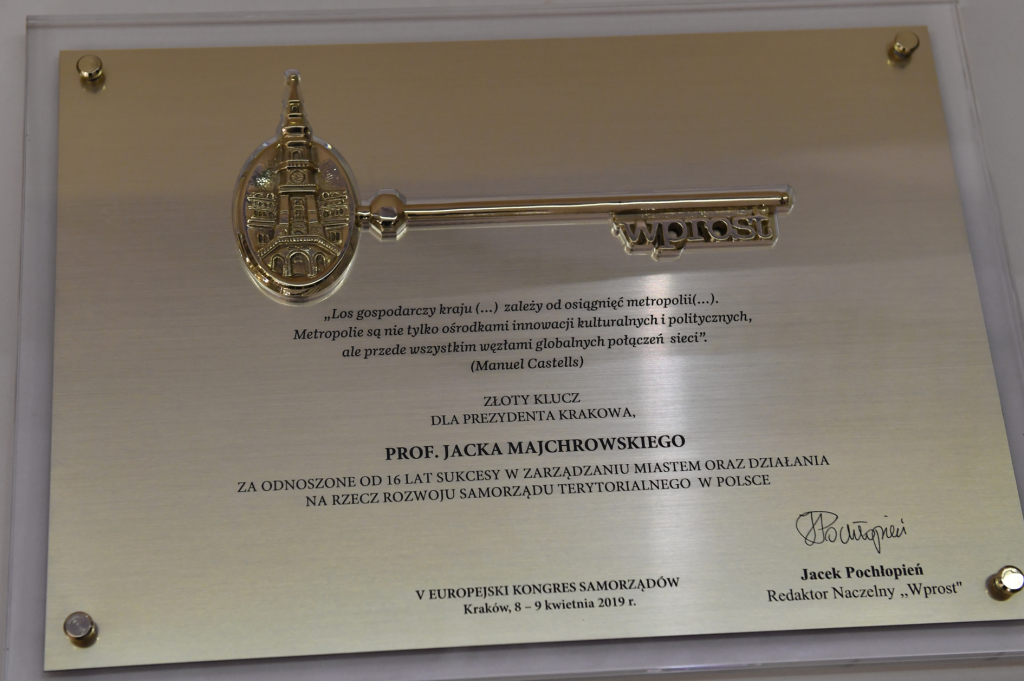 wprost
„Los gospodarczy kraju (...) zależy od osiągnięć metropolii(...).
Metropolie są nie tylko ośrodkami innowacji kulturalnych i politycznych,
ale przede wszystkim węzłami globalnych połączeń sieci”.
(Manuel Castells)
ZŁOTY KLUCZ
DLA PREZYDENTA KRAKOWA,
PROF. JACKA MAJCHROWSKIEGO
ZA ODNOSZONE OD 16 LAT SUKCESY W ZARZĄDZANIU MIASTEM ORAZ DZIAŁANIA
NA RZECZ ROZWOJU SAMORZĄDU TERYTORIALNEGO W POLSCE
JPochłopień
Jacek Pochłopień
Redaktor Naczelny ,,Wprost"
V EUROPEJSKI KONGRES SAMORZĄDÓW
Kraków, 8 – 9 kwietnia 2019 r.